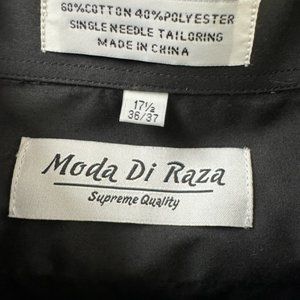 60%COTTON 40%POLYESTER
SINGLE NEEDLE TAILORING
MADE IN CHINA
17½
36/37
Moda Di Raza
Supreme Quality